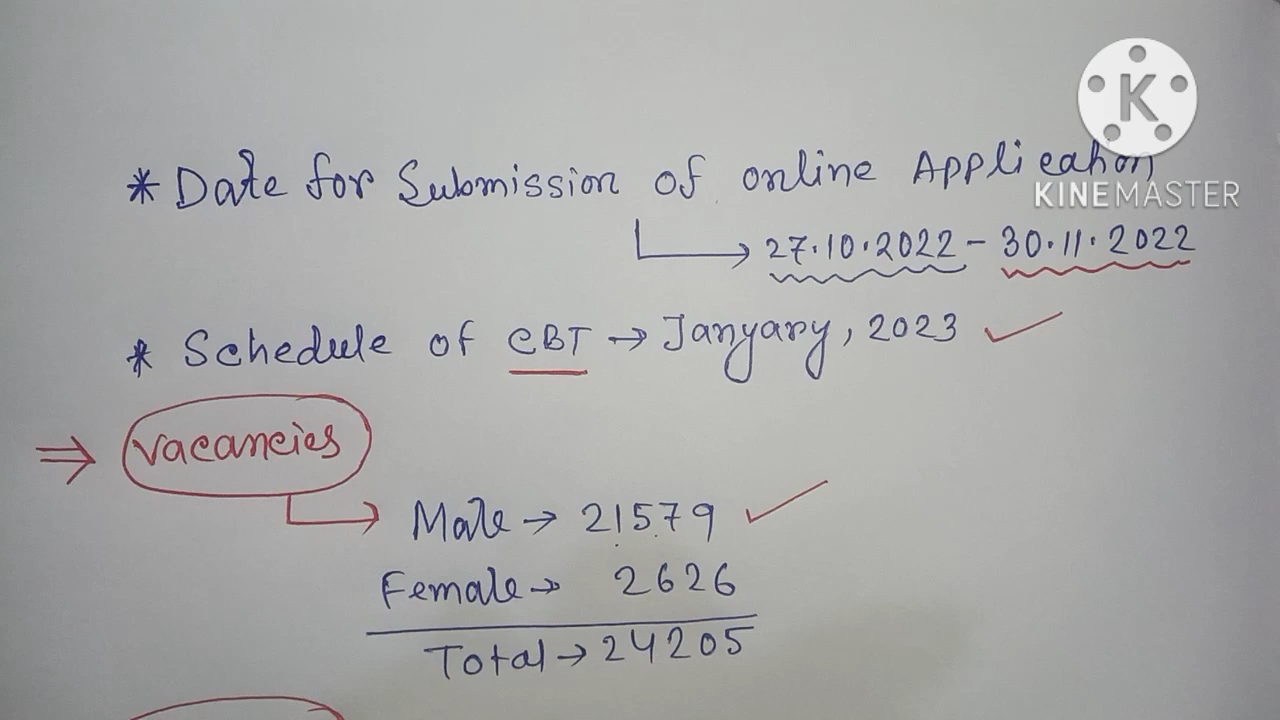 * Date for Submission of online Application
KINEMASTER
27.10.2022 - 30.11.2022
* Schedule of CBT → Janyary, 2023 ✓
⇒ vacancies
Male → 21579 ✓
Female → 2626
Total → 24205